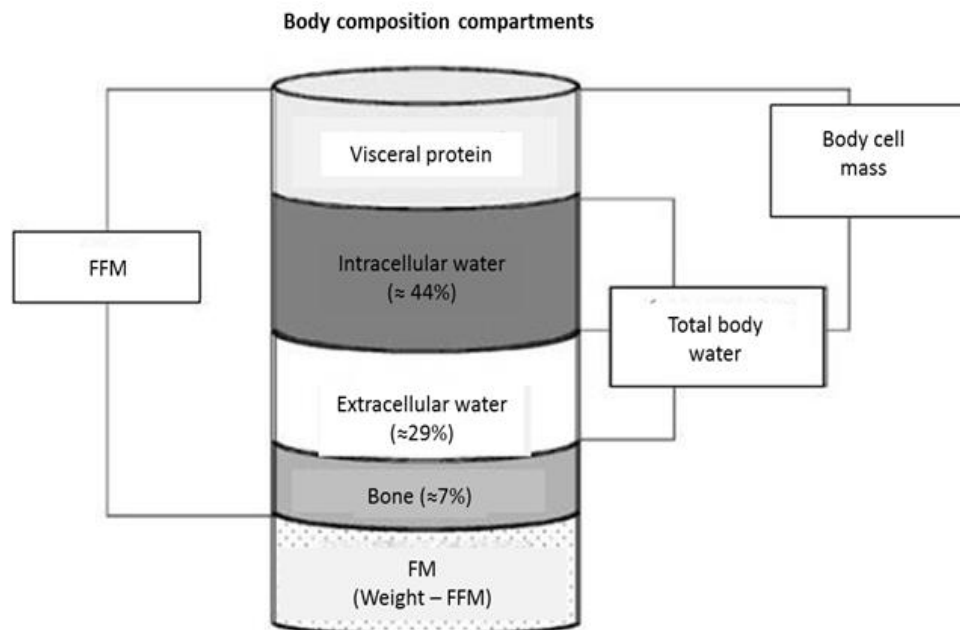 Body composition compartments
Visceral protein
Body cell
mass
FFM
Intracellular water
(≈ 44%)
Total body
water
Extracellular water
(≈29%)
Bone (≈7%)
FM
(Weight – FFM)